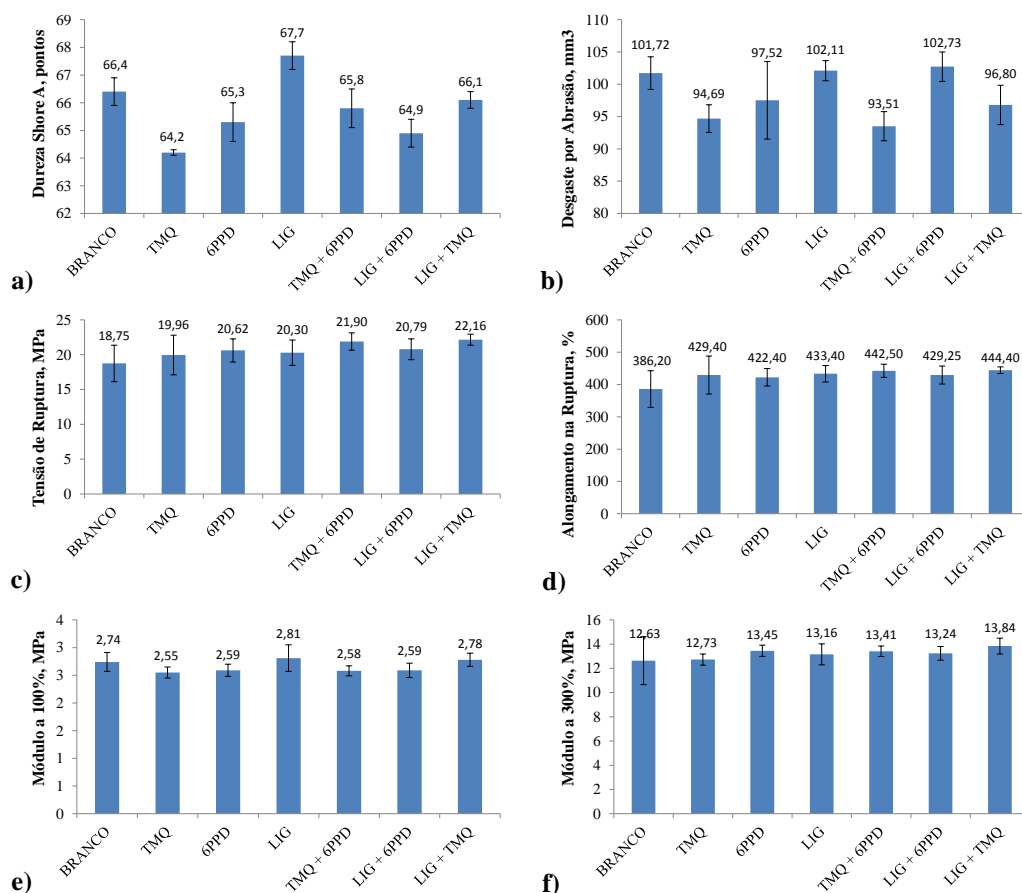 Dureza Shore A, pontos
69
68
67
66
65
64
63
62
66,4
64,2
65,3
67,7
65,8
64,9
66,1
BRANCO
TMQ
6PPD
LIG
TMQ + 6PPD
LIG + 6PPD
LIG + TMQ
a)
Desgaste por Abrasão, mm3
110
105
100
95
90
85
80
101,72
94,69
97,52
102,11
93,51
102,73
96,80
BRANCO
TMQ
6PPD
LIG
TMQ + 6PPD
LIG + 6PPD
LIG + TMQ
b)
Tensão de Ruptura, MPa
25
20
15
10
5
0
18,75
19,96
20,62
20,30
21,90
20,79
22,16
BRANCO
TMQ
6PPD
LIG
TMQ + 6PPD
LIG + 6PPD
LIG + TMQ
c)
Alongamento na Ruptura, %
600
500
400
300
200
100
0
386,20
429,40
422,40
433,40
442,50
429,25
444,40
BRANCO
TMQ
6PPD
LIG
TMQ + 6PPD
LIG + 6PPD
LIG + TMQ
d)
Módulo a 100%, MPa
4
3
3
2
2
1
1
0
2,74
2,55
2,59
2,81
2,58
2,59
2,78
BRANCO
TMQ
6PPD
LIG
TMQ + 6PPD
LIG + 6PPD
LIG + TMQ
e)
Módulo a 300%, MPa
16
14
12
10
8
6
4
2
0
12,63
12,73
13,45
13,16
13,41
13,24
13,84
BRANCO
TMQ
6PPD
LIG
TMQ + 6PPD
LIG + 6PPD
LIG + TMQ
f)